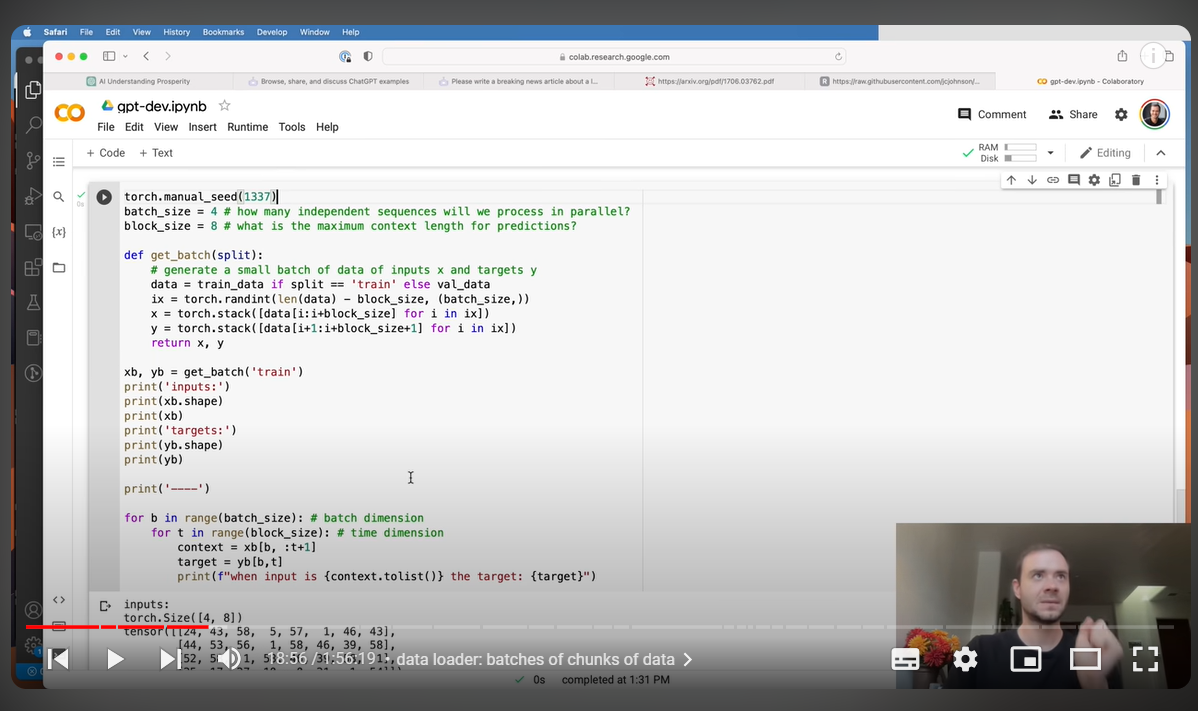 Safari File Edit View History Bookmarks Develop Window Help
colab.research.google.com
AI Understanding Prosperity
Browse, share, and discuss ChatGPT examples
Please write a breaking news article about a l...
https://arxiv.org/pdf/1706.03762.pdf
https://raw.githubusercontent.com/jcjohnson/...
gpt-dev.ipynb - Colaboratory
gpt-dev.ipynb
File Edit View Insert Runtime Tools Help
Comment
Share
+ Code + Text
RAM
Disk
Editing
0s
{x}
torch.manual_seed(1337)
batch_size = 4 # how many independent sequences will we process in parallel?
block_size = 8 # what is the maximum context length for predictions?
def get_batch(split):
# generate a small batch of data of inputs x and targets y
data = train_data if split == 'train' else val_data
ix = torch.randint(len(data) - block_size, (batch_size,))
x = torch.stack([data[i:i+block_size] for i in ix])
y = torch.stack([data[i+1:i+block_size+1] for i in ix])
return x, y
xb, yb = get_batch('train')
print('inputs:')
print(xb.shape)
print(xb)
print('targets:')
print(yb.shape)
print(yb)
print('----')
for b in range(batch_size): # batch dimension
for t in range(block_size): # time dimension
context = xb[b, :t+1]
target = yb[b,t]
print(f"when input is {context.tolist()} the target: {target}")
inputs:
torch.Size([4, 8])
tensor([[24, 43, 58, 5, 57, 1, 46, 43],
[44, 53, 56, 1, 58, 46, 39, 58],
18:56 / 1:56:19 • data loader: batches of chunks of data
0s completed at 1:31 PM